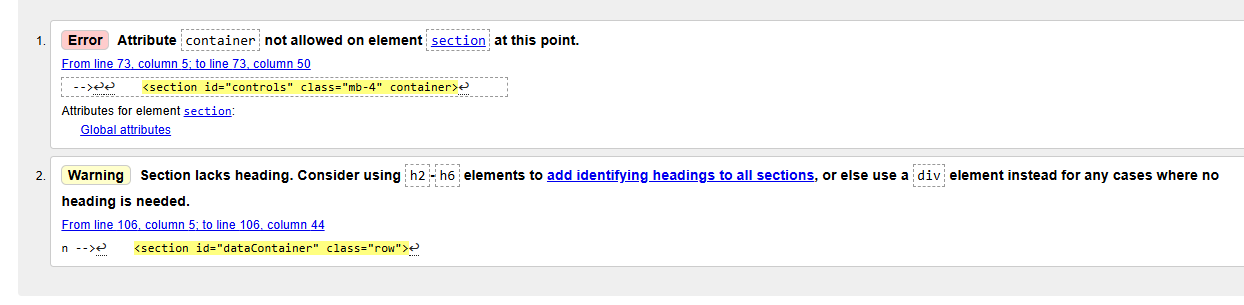 1. Error Attribute container not allowed on element section at this point.
From line 73, column 5; to line 73, column 50
-->↩↩    <section id="controls" class="mb-4" container>↩
Attributes for element section:
Global attributes
2. Warning Section lacks heading. Consider using h2-h6 elements to add identifying headings to all sections, or else use a div element instead for any cases where no
heading is needed.
From line 106, column 5; to line 106, column 44
n -->↩    <section id="dataContainer" class="row">↩